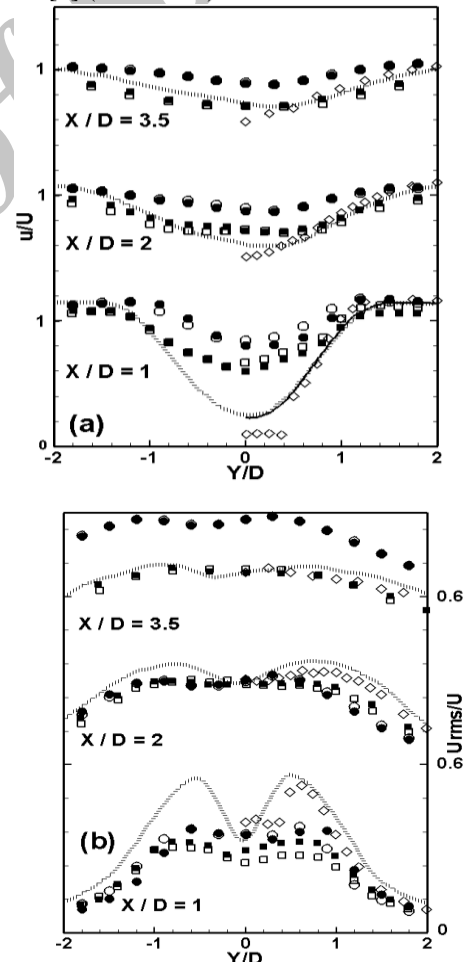 1
X / D = 3.5
1
X / D = 2
u/U
1
X / D = 1
(a)
0
-2 -1 0 1 2
Y/D
0.6
X / D = 3.5
X / D = 2
Urms/U
0.6
(b)
X / D = 1
0
-2 -1 0 1 2
Y/D